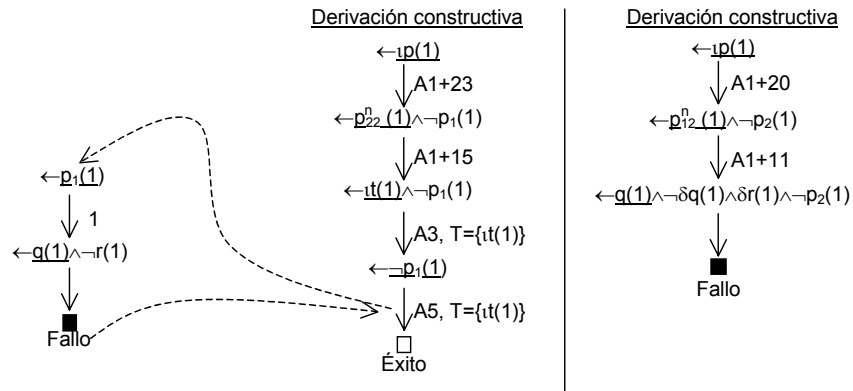 Derivación constructiva
←ιp(1)
A1+23
←pⁿ₂₂(1)∧¬p₁(1)
A1+15
←ιt(1)∧¬p₁(1)
A3, T={ιt(1)}
←¬p₁(1)
A5, T={ιt(1)}
Éxito
←p₁(1)
1
←q(1)∧¬r(1)
Fallo
Derivación constructiva
←ιp(1)
A1+20
←pⁿ₁₂(1)∧¬p₂(1)
A1+11
←q(1)∧¬δq(1)∧δr(1)∧¬p₂(1)
Fallo